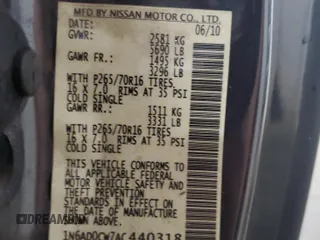 MFD BY NISSAN MOTOR CO., LTD.
DATE: 06/10
GVWR: 2581 KG
5690 LB
GAWR FR.: 1495 KG
3296 LB
WITH P265/70R16 TIRES
16 X 7.0 RIMS AT 35 PSI
COLD SINGLE
GAWR RR.: 1511 KG
3331 LB
WITH P265/70R16 TIRES
16 X 7.0 RIMS AT 35 PSI
COLD SINGLE
THIS VEHICLE CONFORMS TO
ALL APPLICABLE FEDERAL
MOTOR VEHICLE SAFETY AND
THEFT PREVENTION
STANDARDS IN EFFECT ON
THE DATE OF MANUFACTURE
SHOWN ABOVE.
1N6AD0CW7AC440318